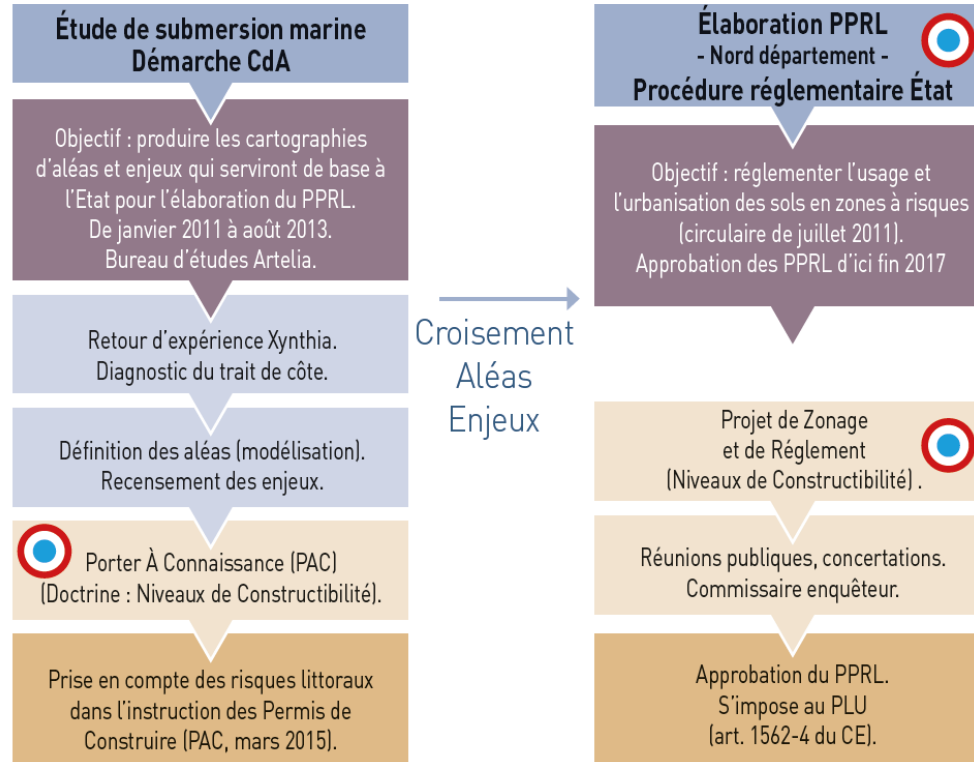 Étude de submersion marine
Démarche CdA
Objectif : produire les cartographies
d'aléas et enjeux qui serviront de base à
l'Etat pour l'élaboration du PPRL.
De janvier 2011 à août 2013.
Bureau d'études Artelia.
Retour d'expérience Xynthia.
Diagnostic du trait de côte.
Définition des aléas (modélisation).
Recensement des enjeux.
Porter À Connaissance (PAC)
(Doctrine : Niveaux de Constructibilité).
Prise en compte des risques littoraux
dans l'instruction des Permis de
Construire (PAC, mars 2015).
Croisement
Aléas
Enjeux
Élaboration PPRL
- Nord département -
Procédure réglementaire État
Objectif : réglementer l'usage et
l'urbanisation des sols en zones à risques
(circulaire de juillet 2011).
Approbation des PPRL d'ici fin 2017
Projet de Zonage
et de Réglement
(Niveaux de Constructibilité) .
Réunions publiques, concertations.
Commissaire enquêteur.
Approbation du PPRL.
S'impose au PLU
(art. 1562-4 du CE).